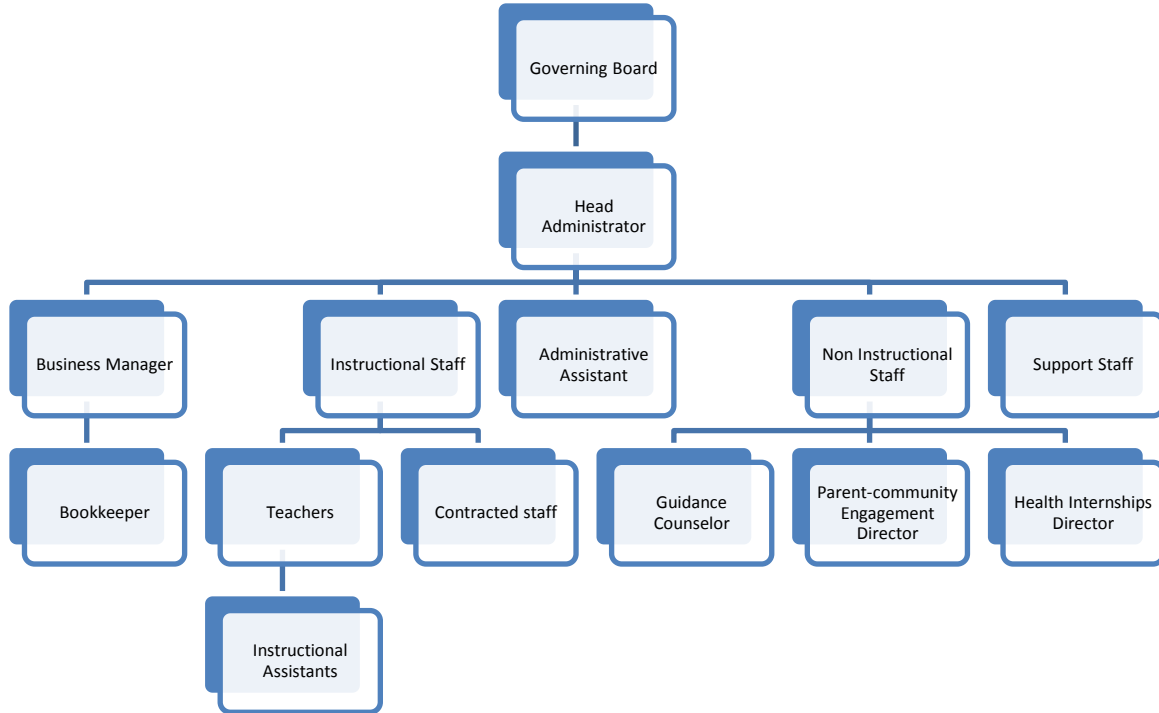 Governing Board
Head
Administrator
Business Manager
Instructional Staff
Administrative
Assistant
Non Instructional
Staff
Support Staff
Bookkeeper
Teachers
Contracted staff
Guidance
Counselor
Parent-community
Engagement
Director
Health Internships
Director
Instructional
Assistants